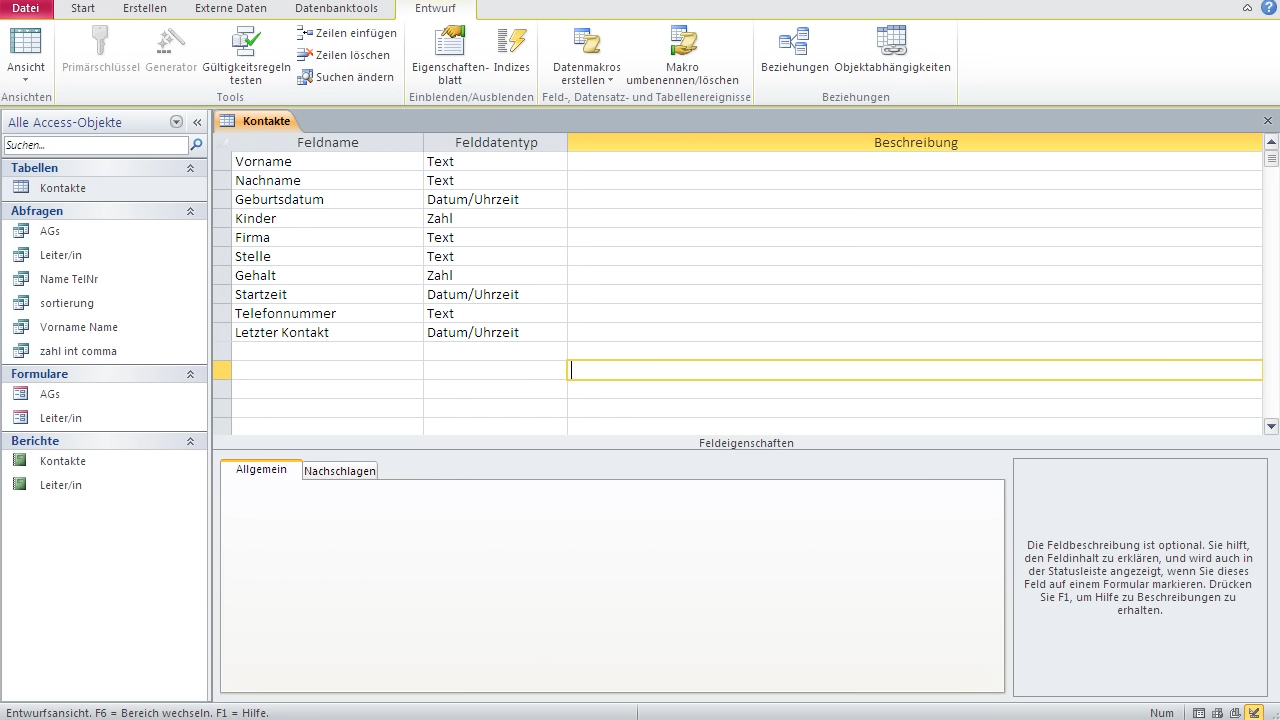 Datei Start Erstellen Externe Daten Datenbanktools Entwurf
Ansicht
Ansichten
Primärschlüssel
Generator
Gültigkeitsregeln
testen
Zeilen einfügen
Zeilen löschen
Suchen ändern
Tools
Eigenschaften-
blatt
Indizes
Einblenden/Ausblenden
Datenmakros
erstellen
Makro
umbenennen/löschen
Feld-, Datensatz- und Tabellenereignisse
Beziehungen
Objektabhängigkeiten
Beziehungen
Alle Access-Objekte
Suchen...
Tabellen
Kontakte
Abfragen
AGs
Leiter/in
Name TelNr
sortierung
Vorname Name
zahl int comma
Formulare
AGs
Leiter/in
Berichte
Kontakte
Leiter/in
Kontakte
Feldname Felddatentyp Beschreibung
Vorname Text
Nachname Text
Geburtsdatum Datum/Uhrzeit
Kinder Zahl
Firma Text
Stelle Text
Gehalt Zahl
Startzeit Datum/Uhrzeit
Telefonnummer Text
Letzter Kontakt Datum/Uhrzeit
Feldeigenschaften
Allgemein Nachschlagen
Die Feldbeschreibung ist optional. Sie hilft,
den Feldinhalt zu erklären, und wird auch in
der Statusleiste angezeigt, wenn Sie dieses
Feld auf einem Formular markieren. Drücken
Sie F1, um Hilfe zu Beschreibungen zu
erhalten.
Entwurfsansicht. F6 = Bereich wechseln. F1 = Hilfe. Num